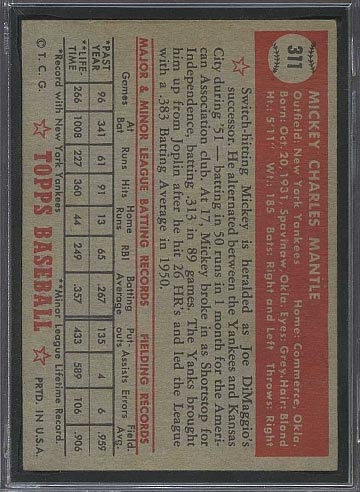 311
MICKEY CHARLES MANTLE
Outfield: New York Yankees Home: Commerce, Okla.
Born: Oct. 20, 1931, Spavinaw, Okla. Eyes: Grey. Hair: Blond
Ht.: 5'11" Wt.: 185 Bats: Right and Left Throws: Right
Switch-hitting Mickey is heralded as Joe DiMaggio's
successor. He alternated between the Yankees and Kansas
City during '51 — batting in 50 runs in 1 month for the Ameri-
can Association club. At 17, Mickey broke in as Shortstop for
Independence, batting .313 in 89 games. The Yanks brought
him up from Joplin after he hit 26 HR's and led the League
with a .383 Batting Average in 1950.
MAJOR & MINOR LEAGUE BATTING RECORDS FIELDING RECORDS
Games At Bat Runs Hits Home Runs RBI Batting Average Put-outs Assists Errors Field. Avg.
*PAST YEAR 96 341 61 91 13 65 .267 135 4 6 .959
**LIFE TIME 266 1008 227 360 44 249 .357 433 589 106 .906
*Record with New York Yankees **Minor League Lifetime Record.
© T. C. G. TOPPS BASEBALL PRTD. IN U.S.A.